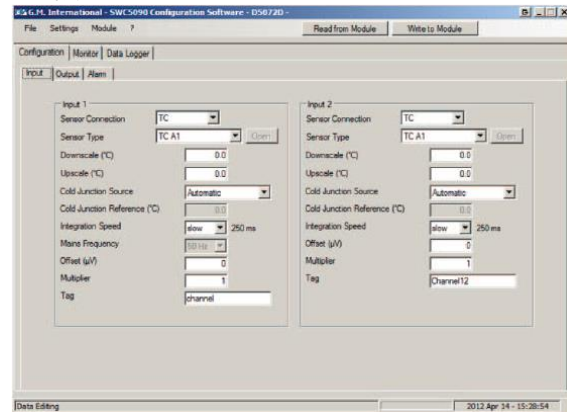 G.M. International - SWC5090 Configuration Software - D5072D -
File Settings Module ? Read from Module Write to Module
Configuration Monitor Data Logger
Input Output Alarm
Input 1
Sensor Connection TC
Sensor Type TC A1 Open
Downscale (°C) 0.0
Upscale (°C) 0.0
Cold Junction Source Automatic
Cold Junction Reference (°C) 0.0
Integration Speed slow 250 ms
Mains Frequency 50 Hz
Offset (µV) 0
Multiplier 1
Tag channel
Input 2
Sensor Connection TC
Sensor Type TC A1 Open
Downscale (°C) 0.0
Upscale (°C) 0.0
Cold Junction Source Automatic
Cold Junction Reference (°C) 0.0
Integration Speed slow 250 ms
Offset (µV) 0
Multiplier 1
Tag Channel12
Data Editing 2012 Apr 14 - 15:28:54